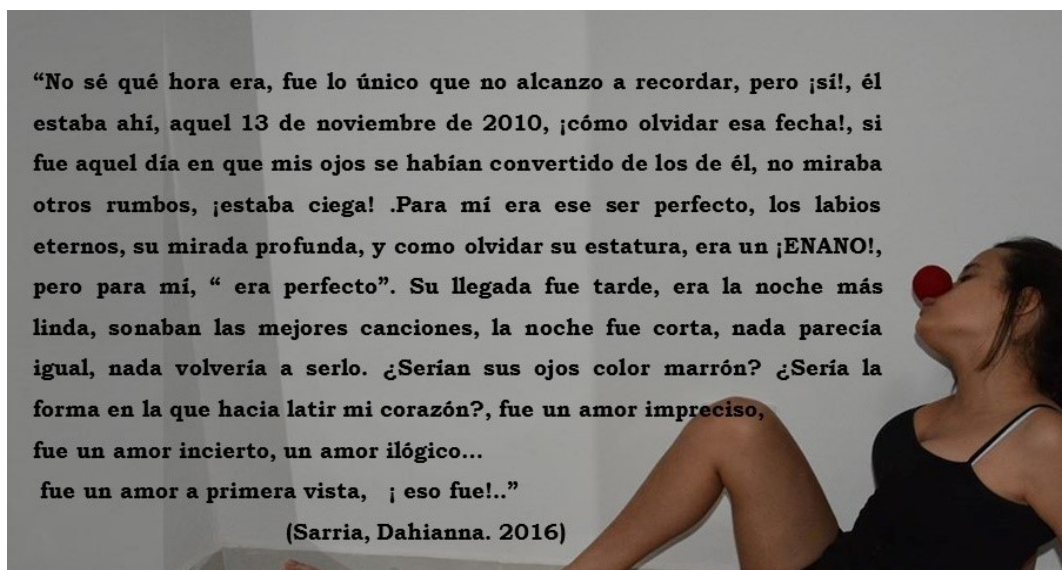 “No sé qué hora era, fue lo único que no alcanzo a recordar, pero ¡sí!, él
estaba ahí, aquel 13 de noviembre de 2010, ¡cómo olvidar esa fecha!, si
fue aquel día en que mis ojos se habían convertido de los de él, no miraba
otros rumbos, ¡estaba ciega! .Para mí era ese ser perfecto, los labios
eternos, su mirada profunda, y como olvidar su estatura, era un ¡ENANO!,
pero para mí, “ era perfecto”. Su llegada fue tarde, era la noche más
linda, sonaban las mejores canciones, la noche fue corta, nada parecía
igual, nada volvería a serlo. ¿Serían sus ojos color marrón? ¿Sería la
forma en la que hacia latir mi corazón?, fue un amor impreciso,
fue un amor incierto, un amor ilógico...
fue un amor a primera vista, ¡ eso fue!..”
(Sarria, Dahianna. 2016)